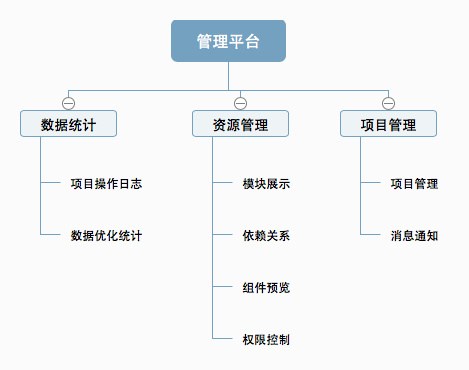 管理平台
数据统计
资源管理
项目管理
项目操作日志
模块展示
项目管理
数据优化统计
依赖关系
消息通知
组件预览
权限控制